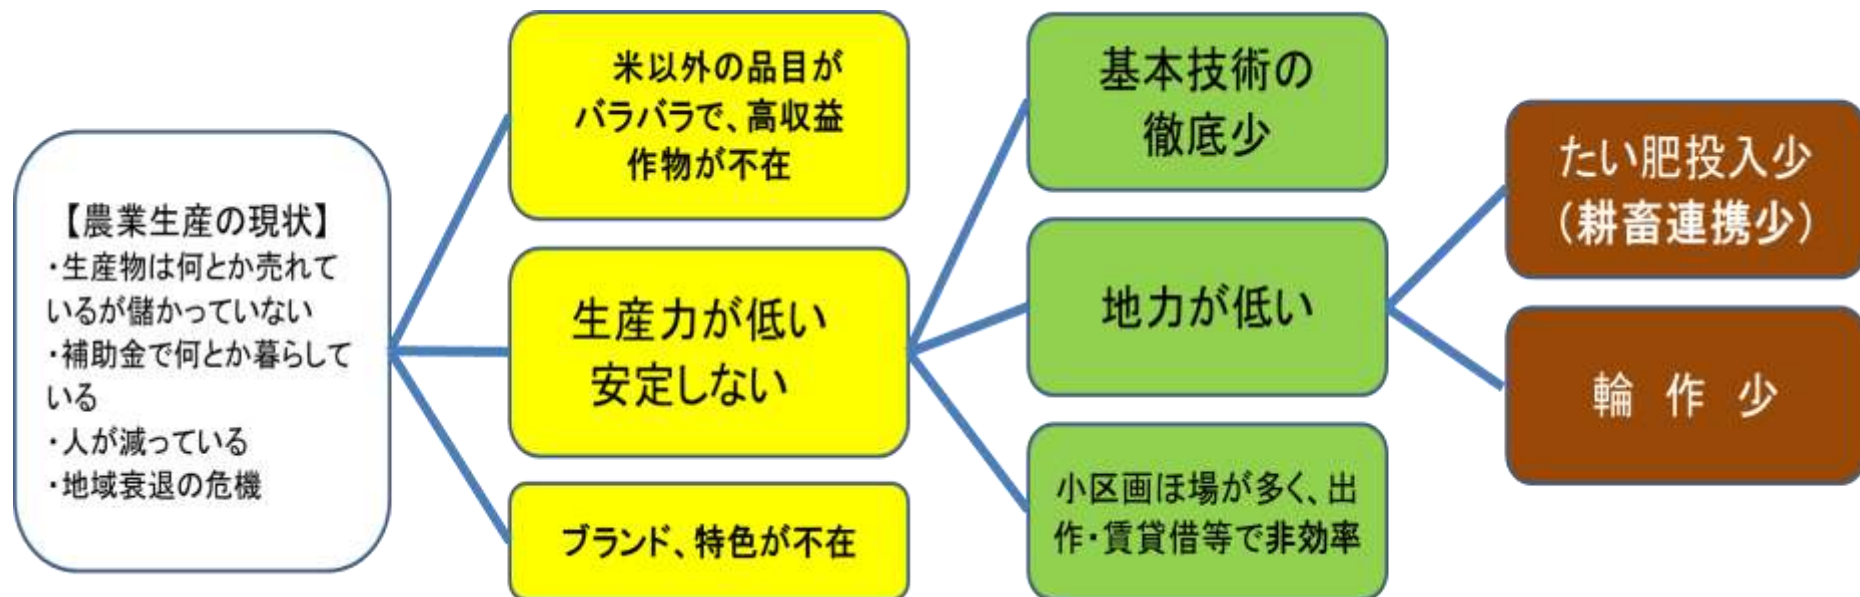 【農業生産の現状】
・生産物は何とか売れて
いるが儲かっていない
・補助金で何とか暮らして
いる
・人が減っている
・地域衰退の危機
米以外の品目が
バラバラで、高収益
作物が不在
生産力が低い
安定しない
ブランド、特色が不在
基本技術の
徹底少
地力が低い
小区画ほ場が多く、出
作・賃貸借等で非効率
たい肥投入少
（耕畜連携少）
輪 作 少